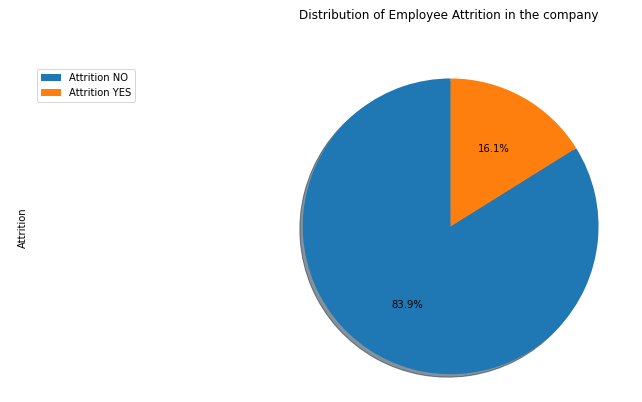 Distribution of Employee Attrition in the company
Attrition NO
Attrition YES
16.1%
Attrition
83.9%